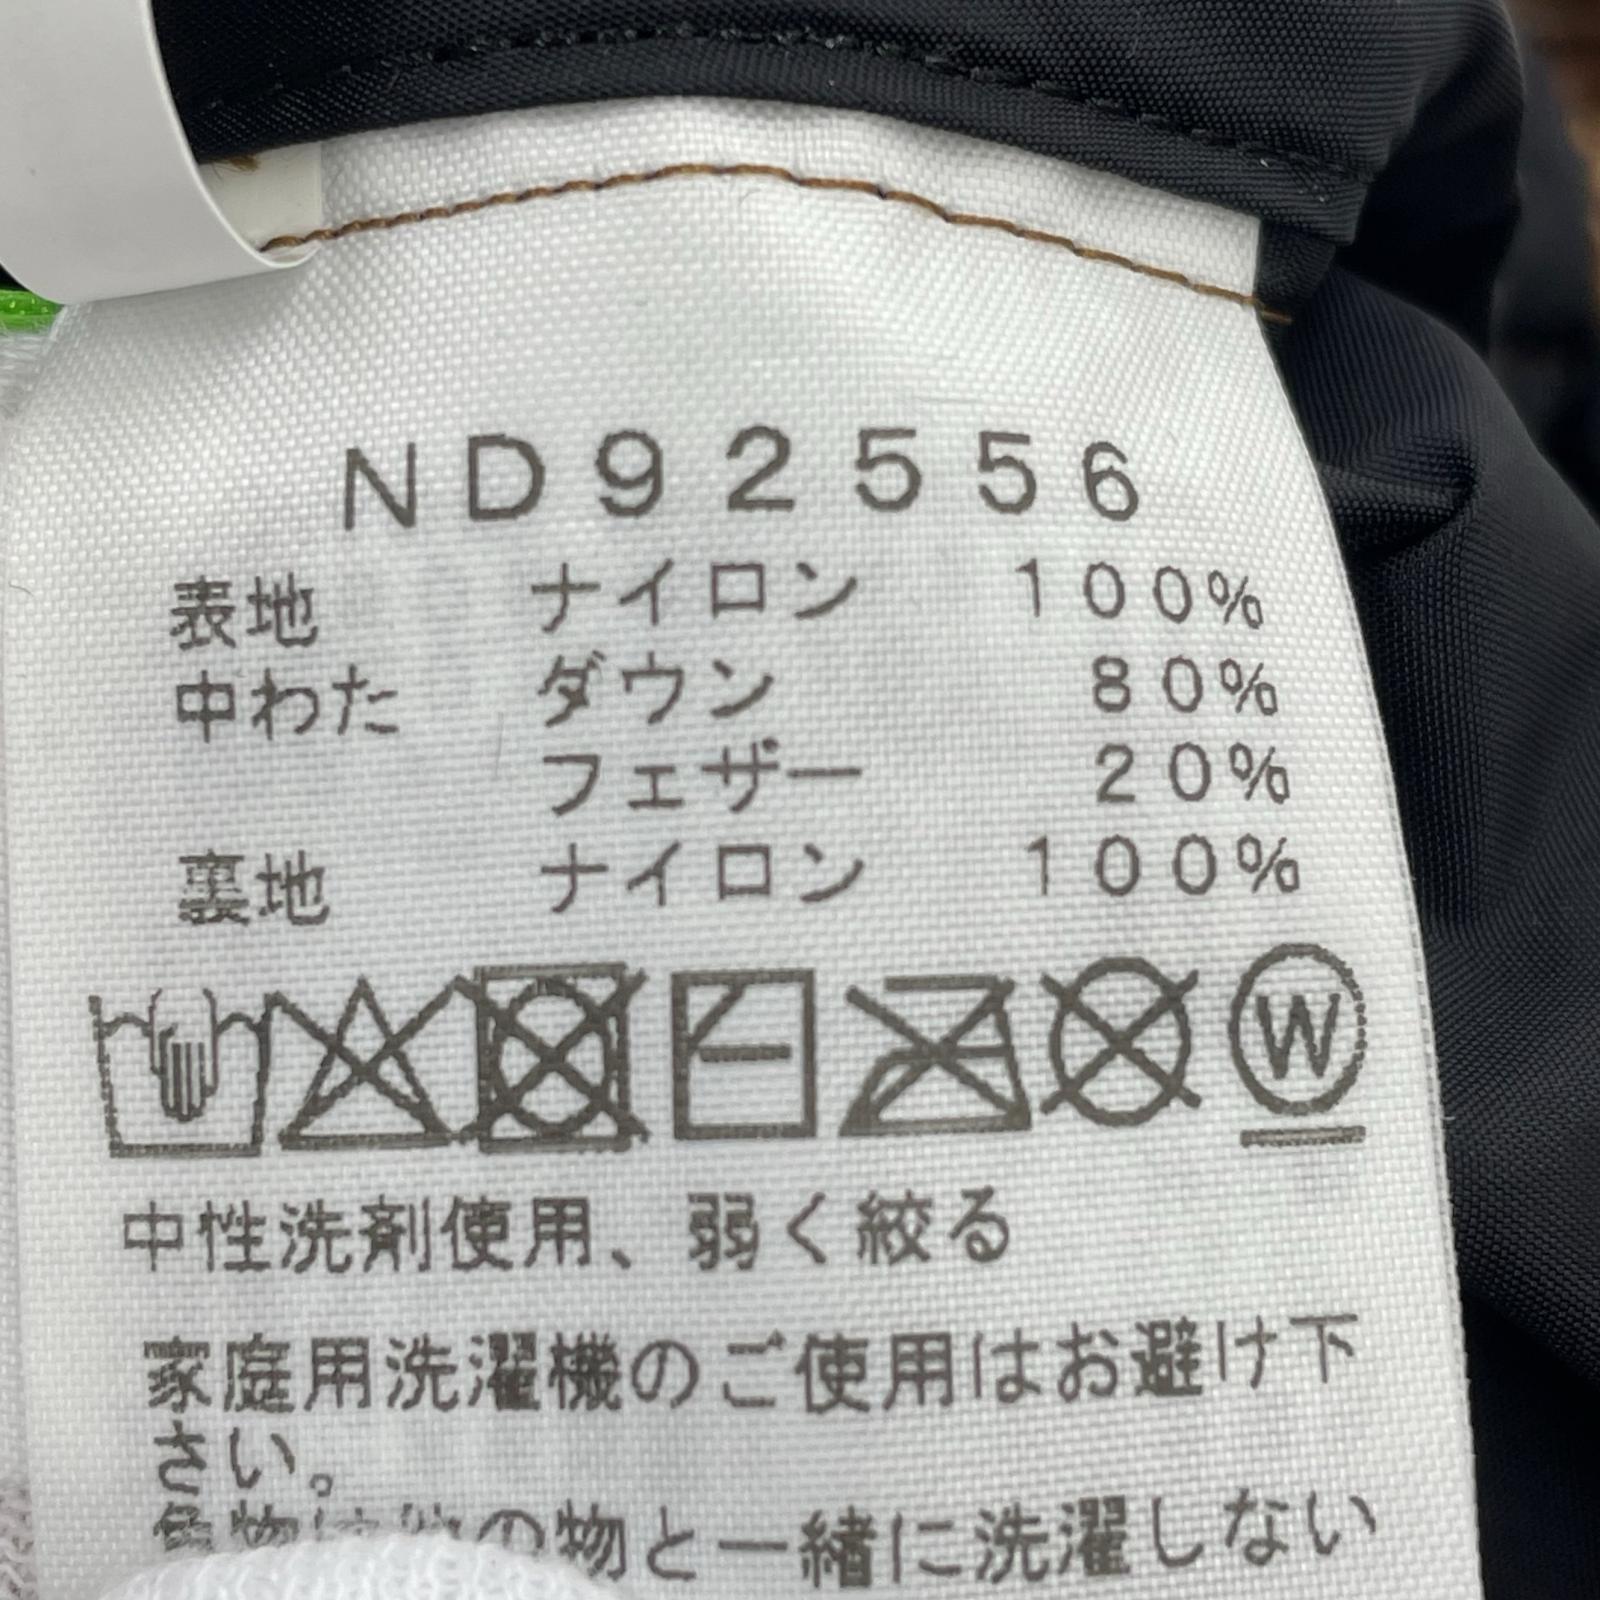 ND92556
表地 ナイロン 100%
中わた ダウン 80%
フェザー 20%
裏地 ナイロン 100%
W
中性洗剤使用、弱く絞る
家庭用洗濯機のご使用はお避け下
さい。
の物と一緒に洗濯しない